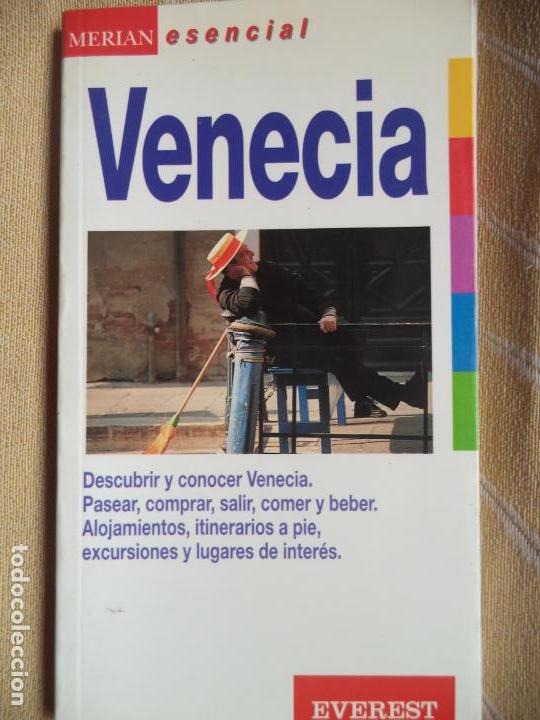 MERIAN esencial
Venecia
Descubrir y conocer Venecia.
Pasear, comprar, salir, comer y beber.
Alojamientos, itinerarios a pie,
excursiones y lugares de interés.
EVEREST
todocoleccion.net